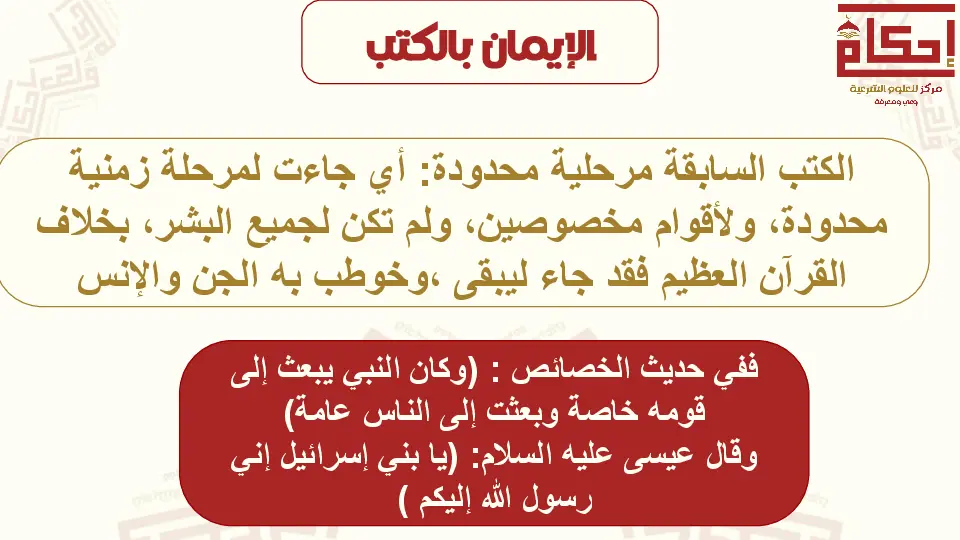 الإيمان بالكتب
إحكام
مركز للعلوم الشرعية
وعي ومعرفة
الكتب السابقة مرحلية محدودة: أي جاءت لمرحلة زمنية
محدودة، ولأقوام مخصوصين، ولم تكن لجميع البشر، بخلاف
القرآن العظيم فقد جاء ليبقى ،وخوطب به الجن والإنس
ففي حديث الخصائص : (وكان النبي يبعث إلى
قومه خاصة وبعثت إلى الناس عامة)
وقال عيسى عليه السلام: (يا بني إسرائيل إني
رسول الله إليكم )